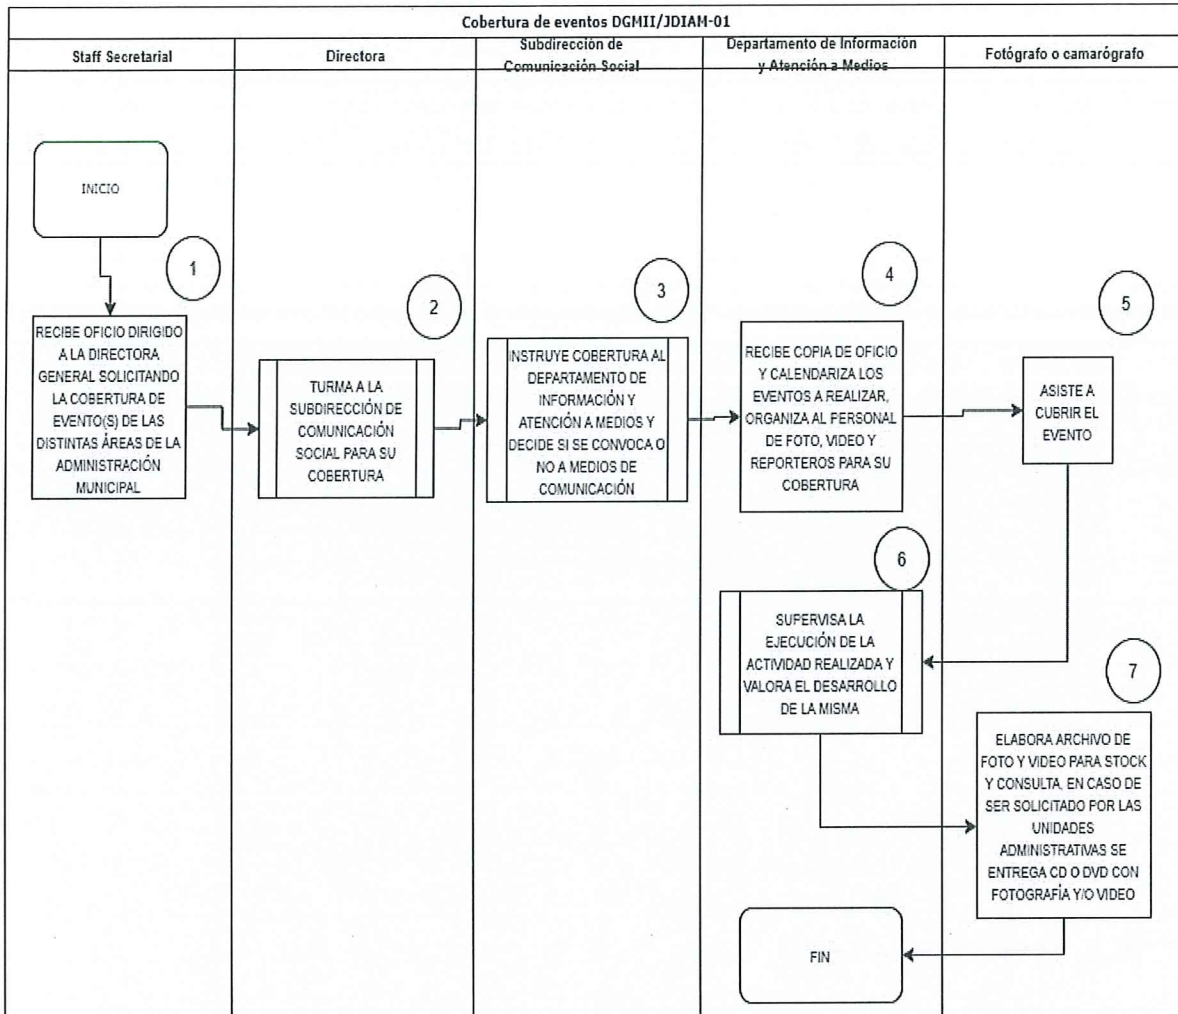 Cobertura de eventos DGMII/JDIAM-01
Staff Secretarial
Directora
Subdirección de
Comunicación Social
Departamento de Información
y Atención a Medios
Fotógrafo o camarógrafo
INICIO
1
RECIBE OFICIO DIRIGIDO
A LA DIRECTORA
GENERAL SOLICITANDO
LA COBERTURA DE
EVENTO(S) DE LAS
DISTINTAS ÁREAS DE LA
ADMINISTRACIÓN
MUNICIPAL
2
TURMA A LA
SUBDIRECCIÓN DE
COMUNICACIÓN
SOCIAL PARA SU
COBERTURA
3
INSTRUYE COBERTURA AL
DEPARTAMENTO DE
INFORMACIÓN Y
ATENCIÓN A MEDIOS Y
DECIDE SI SE CONVOCA O
NO A MEDIOS DE
COMUNICACIÓN
4
RECIBE COPIA DE OFICIO
Y CALENDARIZA LOS
EVENTOS A REALIZAR,
ORGANIZA AL PERSONAL
DE FOTO, VIDEO Y
REPORTEROS PARA SU
COBERTURA
5
ASISTE A
CUBRIR EL
EVENTO
6
SUPERVISA LA
EJECUCIÓN DE LA
ACTIVIDAD REALIZADA Y
VALORA EL DESARROLLO
DE LA MISMA
7
ELABORA ARCHIVO DE
FOTO Y VIDEO PARA STOCK
Y CONSULTA, EN CASO DE
SER SOLICITADO POR LAS
UNIDADES
ADMINISTRATIVAS SE
ENTREGA CD O DVD CON
FOTOGRAFÍA Y/O VIDEO
FIN